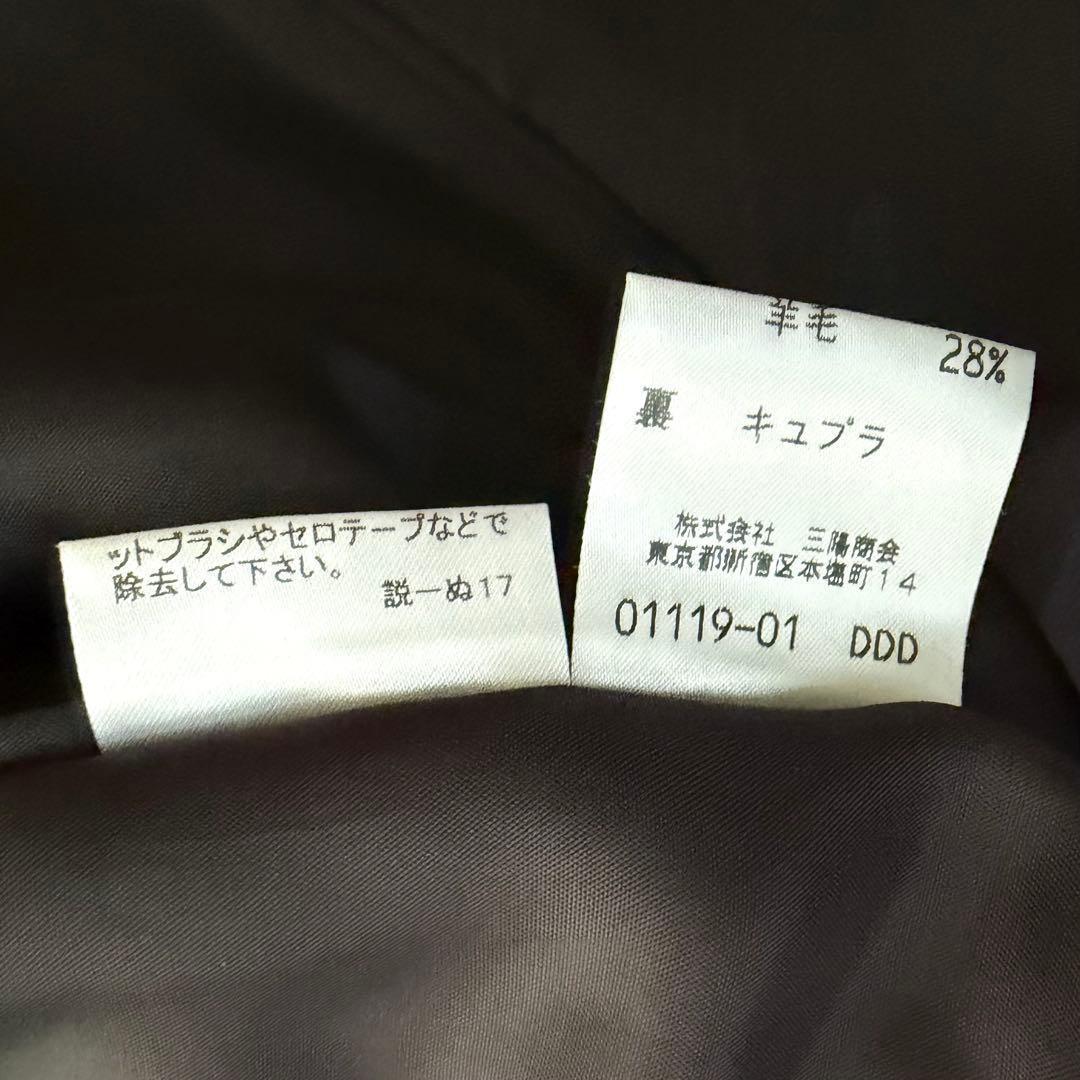 ットブラシやセロテープなどで
除去して下さい。
説ーぬ17
羊毛 28%
裏 キュプラ
株式会社 三陽商会
東京都新宿区本塩町14
01119-01 DDD